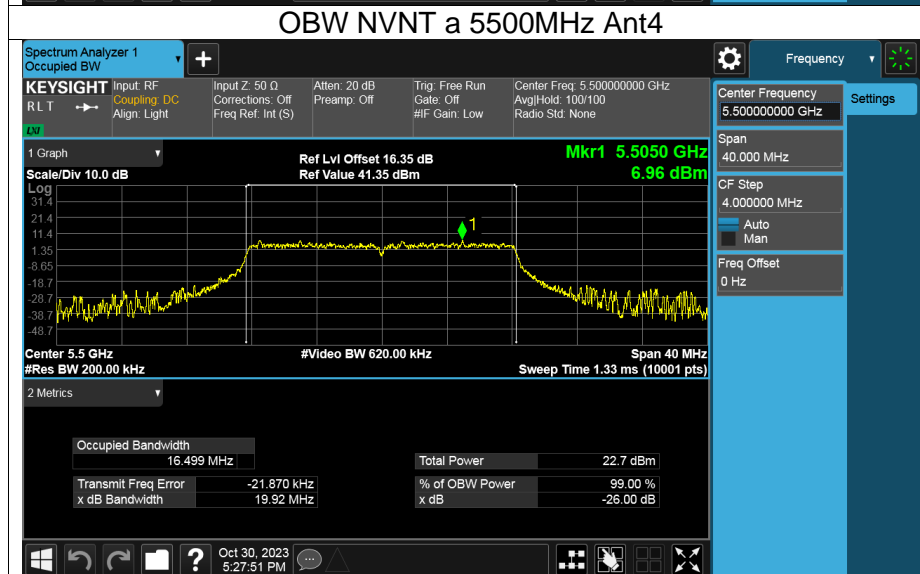 OBW NVNT a 5500MHz Ant4
Spectrum Analyzer 1
Occupied BW
+
Frequency
KEYSIGHT
R L T
LXI
Input: RF
Coupling: DC
Align: Light
Input Z: 50 Ω
Corrections: Off
Freq Ref: Int (S)
Atten: 20 dB
Preamp: Off
Trig: Free Run
Gate: Off
#IF Gain: Low
Center Freq: 5.500000000 GHz
Avg|Hold: 100/100
Radio Std: None
Center Frequency
5.500000000 GHz
Settings
Span
40.000 MHz
CF Step
4.000000 MHz
Auto
Man
Freq Offset
0 Hz
1 Graph
Scale/Div 10.0 dB
Ref Lvl Offset 16.35 dB
Ref Value 41.35 dBm
Mkr1 5.5050 GHz
6.96 dBm
Log
31.4
21.4
11.4
1.35
-8.65
-18.7
-28.7
-38.7
-48.7
1
Center 5.5 GHz
#Res BW 200.00 kHz
#Video BW 620.00 kHz
Span 40 MHz
Sweep Time 1.33 ms (10001 pts)
2 Metrics
Occupied Bandwidth
16.499 MHz
Total Power 22.7 dBm
Transmit Freq Error -21.870 kHz
% of OBW Power 99.00 %
x dB Bandwidth 19.92 MHz
x dB -26.00 dB
?
Oct 30, 2023
5:27:51 PM